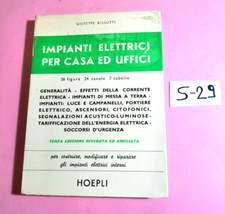 GIUSEPPE BIGOTTI
IMPIANTI ELETTRICI
PER CASA ED UFFICI
36 figure 24 tavole 7 tabelle
GENERALITÀ - EFFETTI DELLA CORRENTE
ELETTRICA - IMPIANTI DI MESSA A TERRA -
IMPIANTI: LUCE E CAMPANELLI, PORTIERE
ELETTRICO, ASCENSORI, CITOFONICI,
SEGNALAZIONI ACUSTICO-LUMINOSE -
TARIFFAZIONE DELL'ENERGIA ELETTRICA -
SOCCORSI D'URGENZA
TERZA EDIZIONE RIVEDUTA ED AMPLIATA
per costruire, modificare e riparare
gli impianti elettrici interni
HOEPLI
5-29